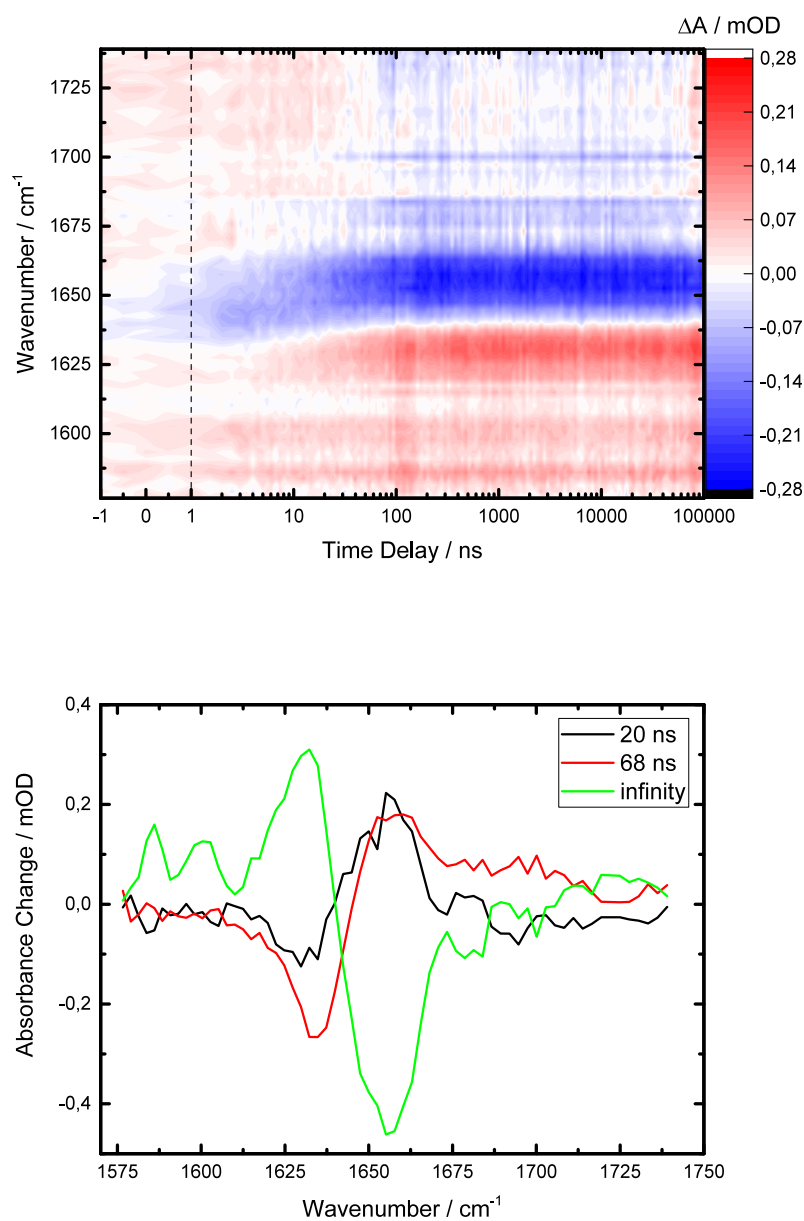 ΔA / mOD
0,28
0,21
0,14
0,07
0,00
-0,07
-0,14
-0,21
-0,28
1725
1700
1675
1650
1625
1600
Wavenumber / cm-1
-1 0 1 10 100 1000 10000 100000
Time Delay / ns
0,4
0,2
0,0
-0,2
-0,4
Absorbance Change / mOD
20 ns
68 ns
infinity
1575 1600 1625 1650 1675 1700 1725 1750
Wavenumber / cm-1